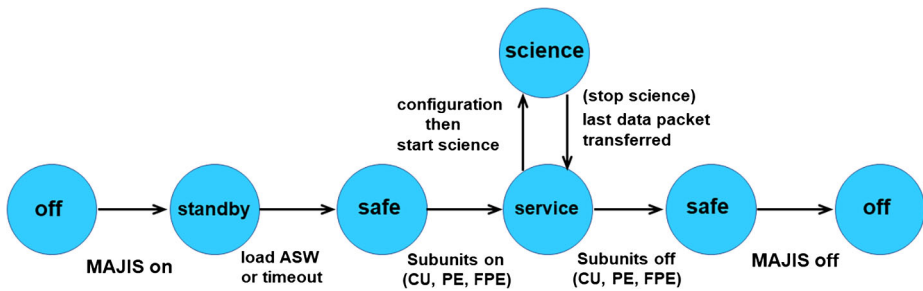 science
configuration
then
start science
(stop science)
last data packet
transferred
off
standby
safe
service
safe
off
MAJIS on
load ASW
or timeout
Subunits on
(CU, PE, FPE)
Subunits off
(CU, PE, FPE)
MAJIS off